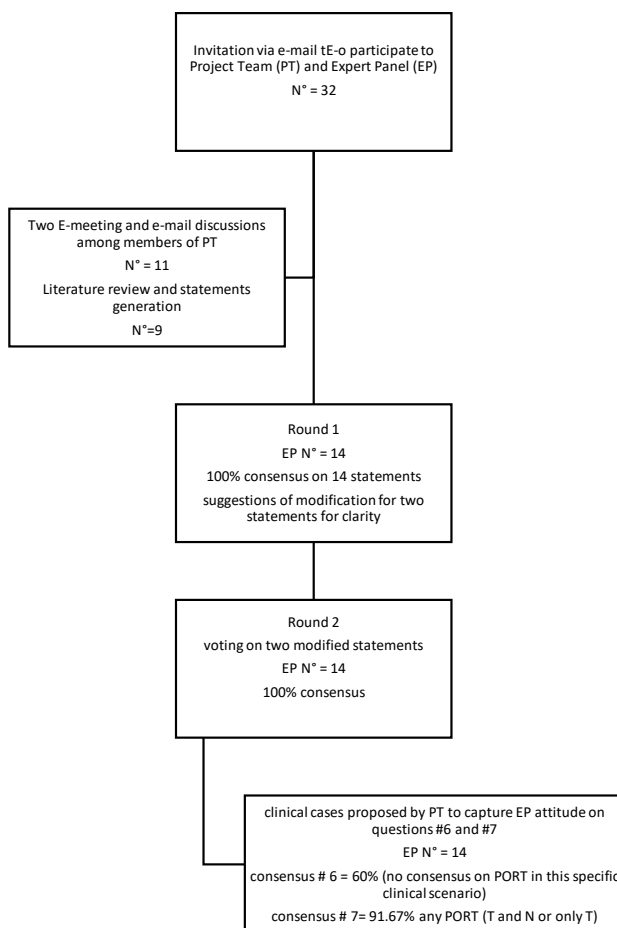 Invitation via e-mail tE-o participate to
Project Team (PT) and Expert Panel (EP)
N° = 32
Two E-meeting and e-mail discussions
among members of PT
N° = 11
Literature review and statements
generation
N°=9
Round 1
EP N° = 14
100% consensus on 14 statements
suggestions of modification for two
statements for clarity
Round 2
voting on two modified statements
EP N° = 14
100% consensus
clinical cases proposed by PT to capture EP attitude on
questions #6 and #7
EP N° = 14
consensus # 6 = 60% (no consensus on PORT in this specific
clinical scenario)
consensus # 7= 91.67% any PORT (T and N or only T)